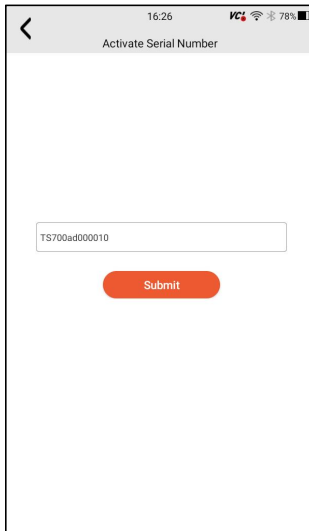 16:26 VCI 78%
Activate Serial Number
TS700ad000010
Submit